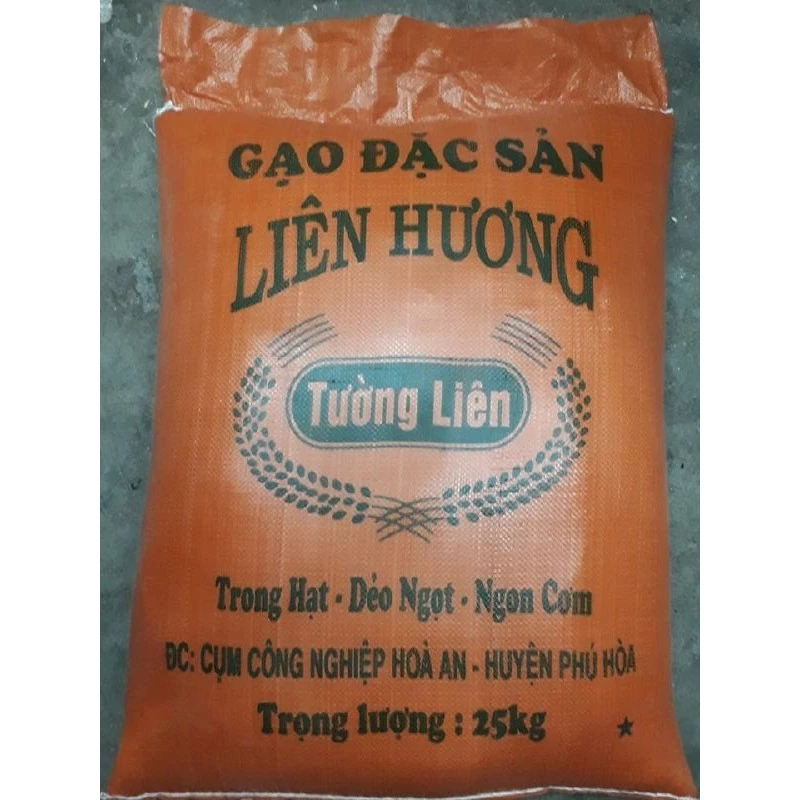 GẠO ĐẶC SẢN
LIÊN HƯƠNG
Tường Liên
Trong Hạt - Dẻo Ngọt - Ngon Cơm
ĐC: CỤM CÔNG NGHIỆP HOÀ AN - HUYỆN PHÚ HÒA
Trọng lượng : 25kg